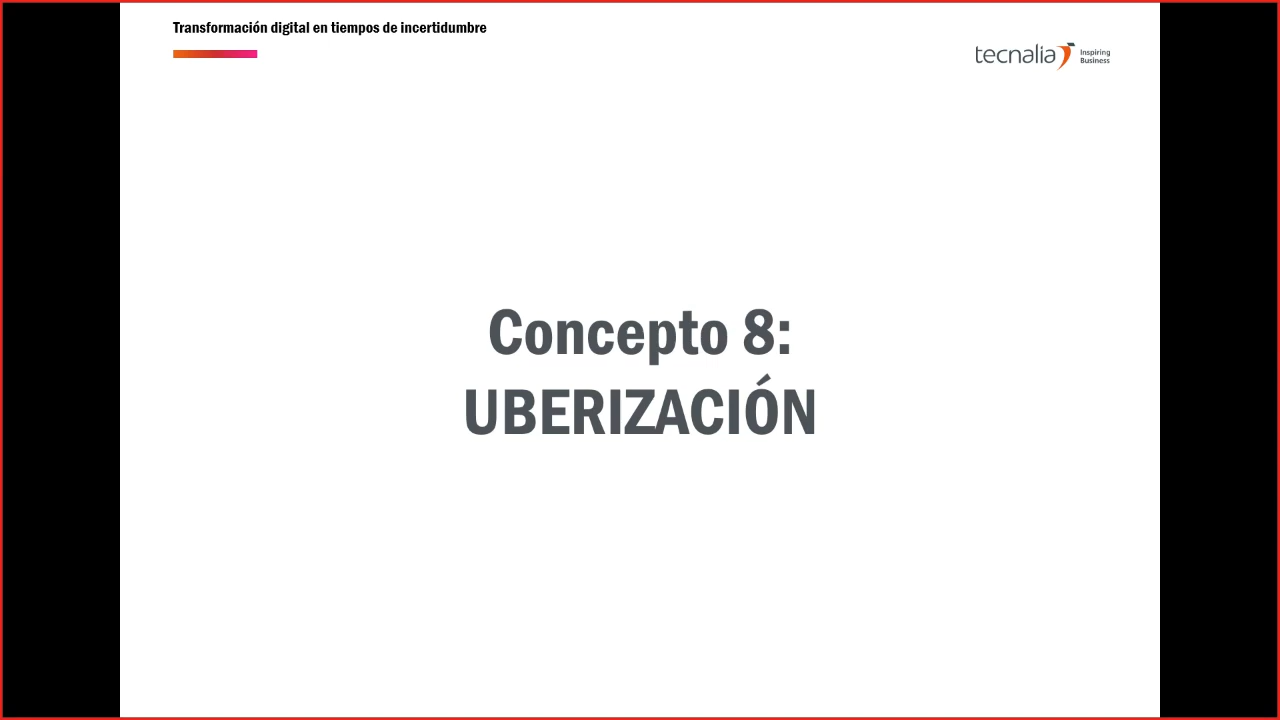 Transformación digital en tiempos de incertidumbre
tecnalia Inspiring
Business
Concepto 8:
UBERIZACIÓN